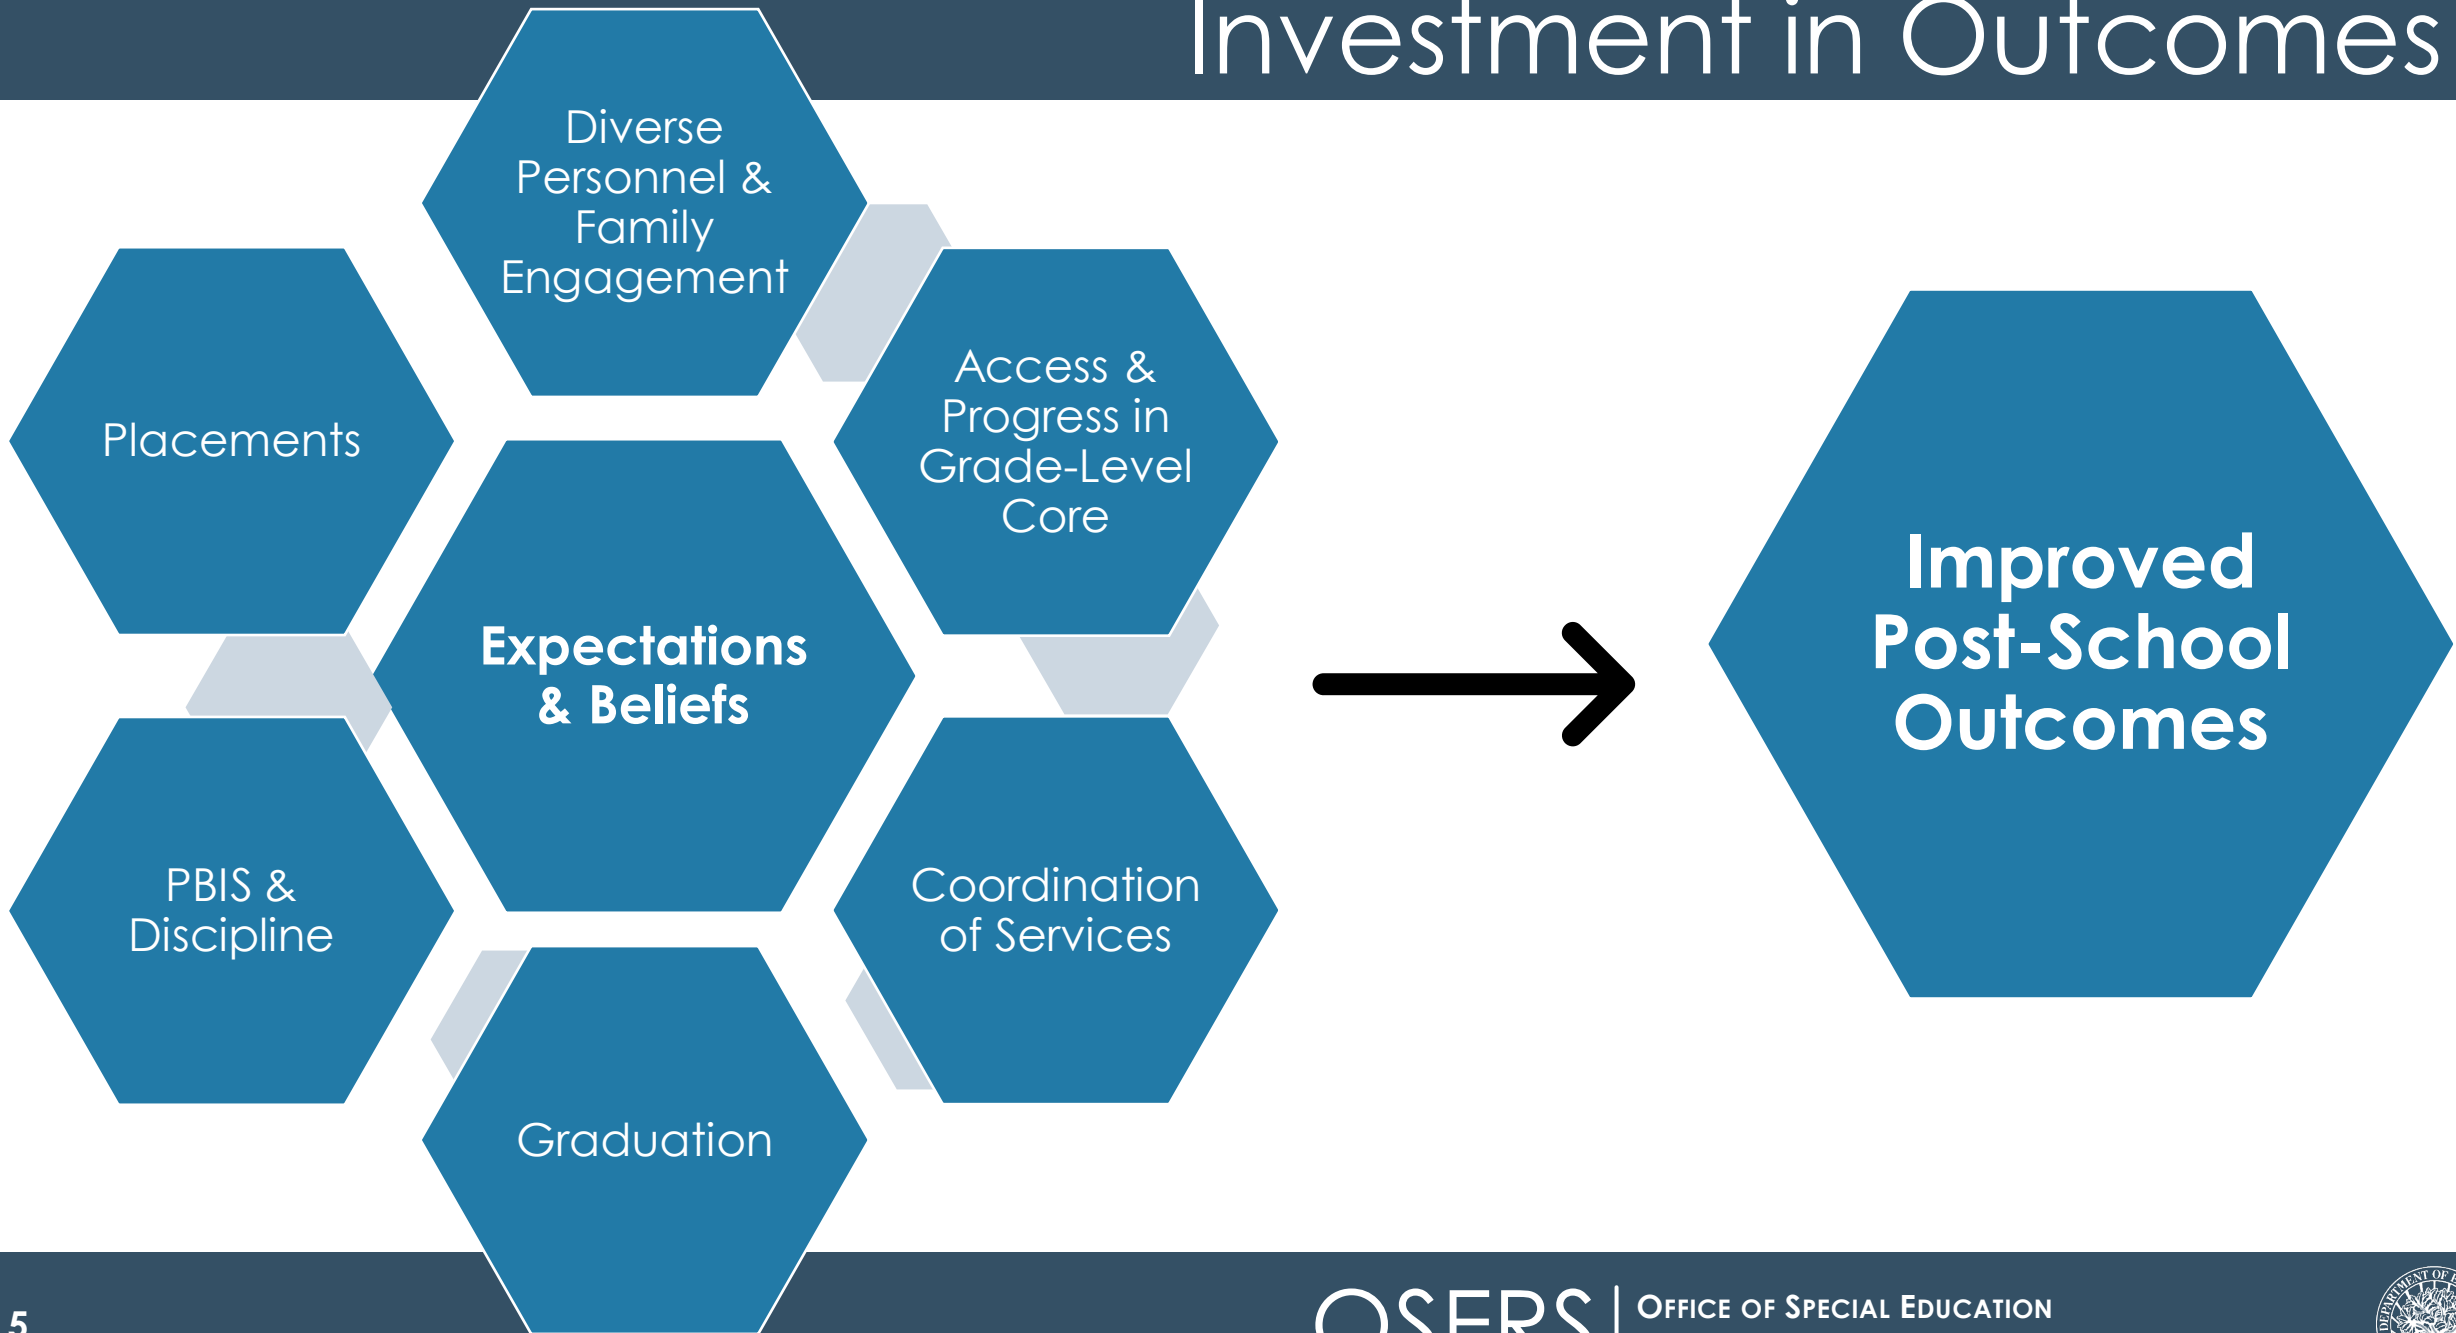 Investment in Outcomes
Diverse
Personnel &
Family
Engagement
Access &
Progress in
Grade-Level
Core
Placements
Expectations
& Beliefs
Improved
Post-School
Outcomes
PBIS &
Discipline
Coordination
of Services
Graduation
5
OSERS
OFFICE OF SPECIAL EDUCATION